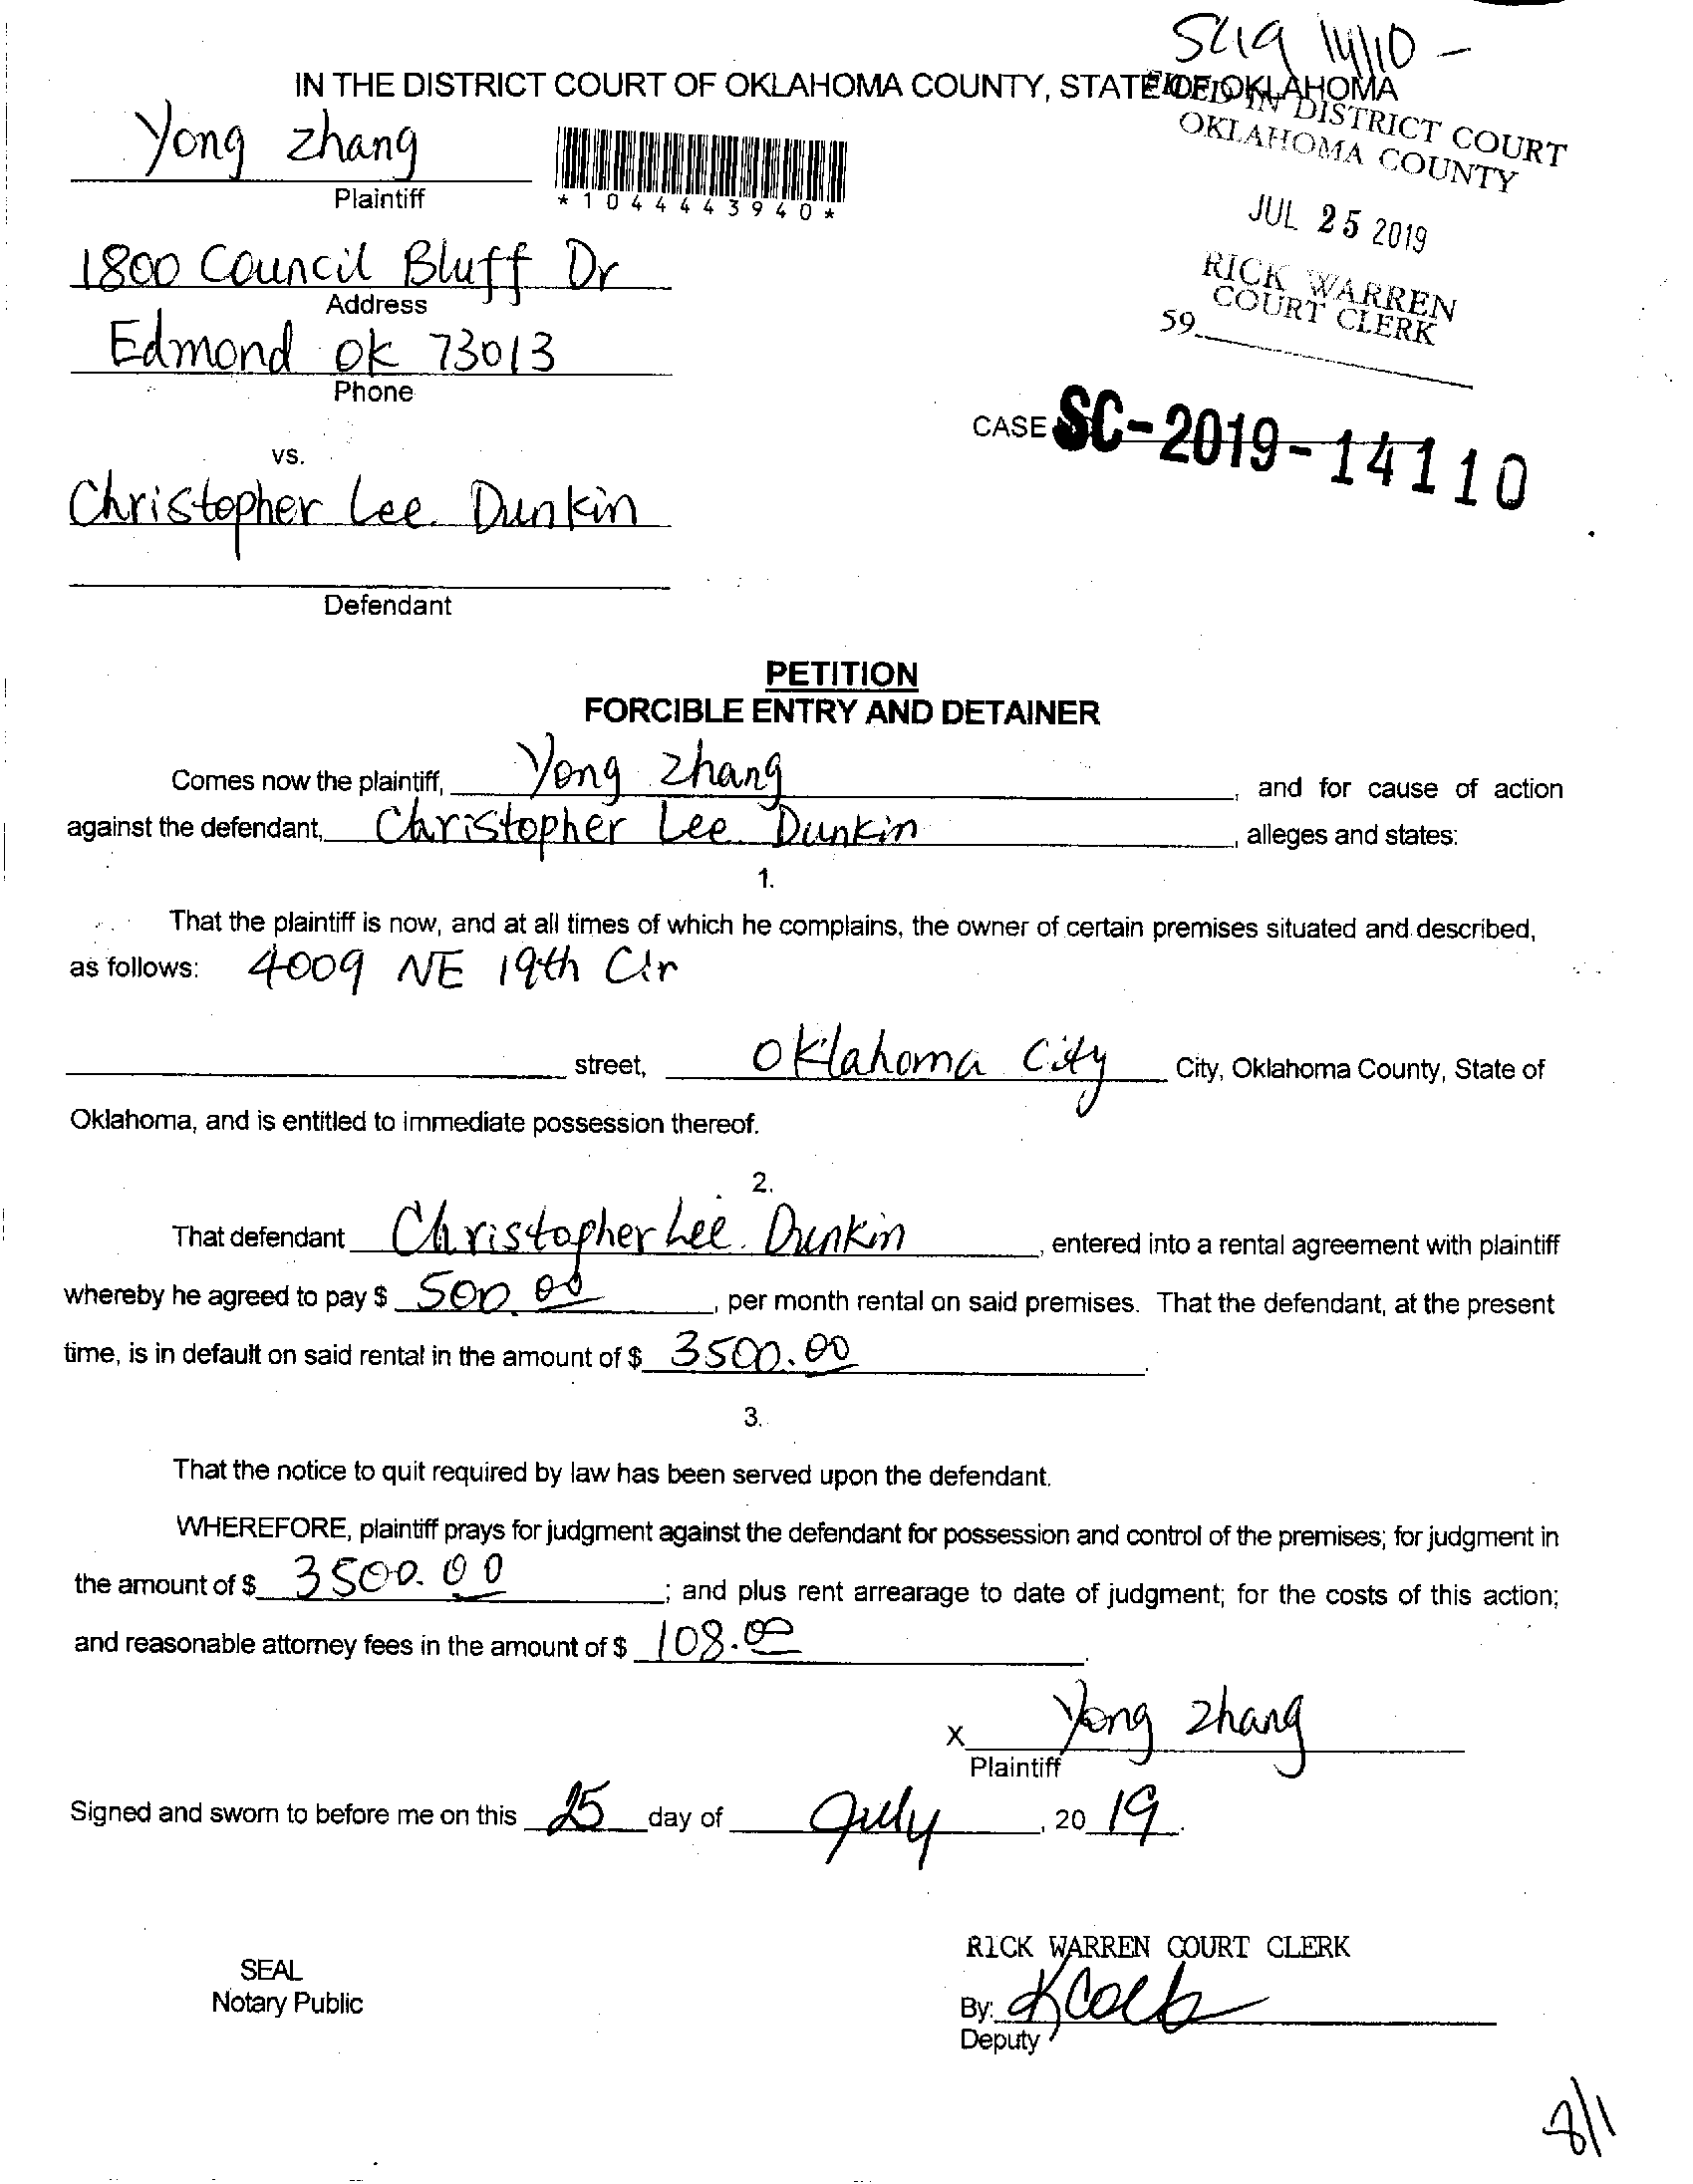 SC19 14110 -
IN THE DISTRICT COURT OF OKLAHOMA COUNTY, STATE OF OKLAHOMA
FILED IN DISTRICT COURT
OKLAHOMA COUNTY
Yong Zhang
Plaintiff
*1044443940*
JUL 25 2019
1800 Council Bluff Dr
Address
RICK WARREN
COURT CLERK
59
Edmond ok 73013
Phone
CASE SC-2019-14110
vs.
Christopher Lee Dunkin
Defendant
PETITION
FORCIBLE ENTRY AND DETAINER
Comes now the plaintiff, Yong Zhang, and for cause of action
against the defendant, Christopher Lee Dunkin, alleges and states:
1.
That the plaintiff is now, and at all times of which he complains, the owner of certain premises situated and described,
as follows: 4009 NE 19th Cir
street, Oklahoma City City, Oklahoma County, State of
Oklahoma, and is entitled to immediate possession thereof.
2.
That defendant Christopher Lee Dunkin, entered into a rental agreement with plaintiff
whereby he agreed to pay $ 500.00, per month rental on said premises. That the defendant, at the present
time, is in default on said rental in the amount of $ 3500.00.
3.
That the notice to quit required by law has been served upon the defendant.
WHEREFORE, plaintiff prays for judgment against the defendant for possession and control of the premises; for judgment in
the amount of $ 3500.00; and plus rent arrearage to date of judgment; for the costs of this action;
and reasonable attorney fees in the amount of $ 108.00.
X Yong Zhang
Plaintiff
Signed and sworn to before me on this 25 day of July, 20 19.
RICK WARREN COURT CLERK
SEAL
Notary Public
By:
Deputy
8/1